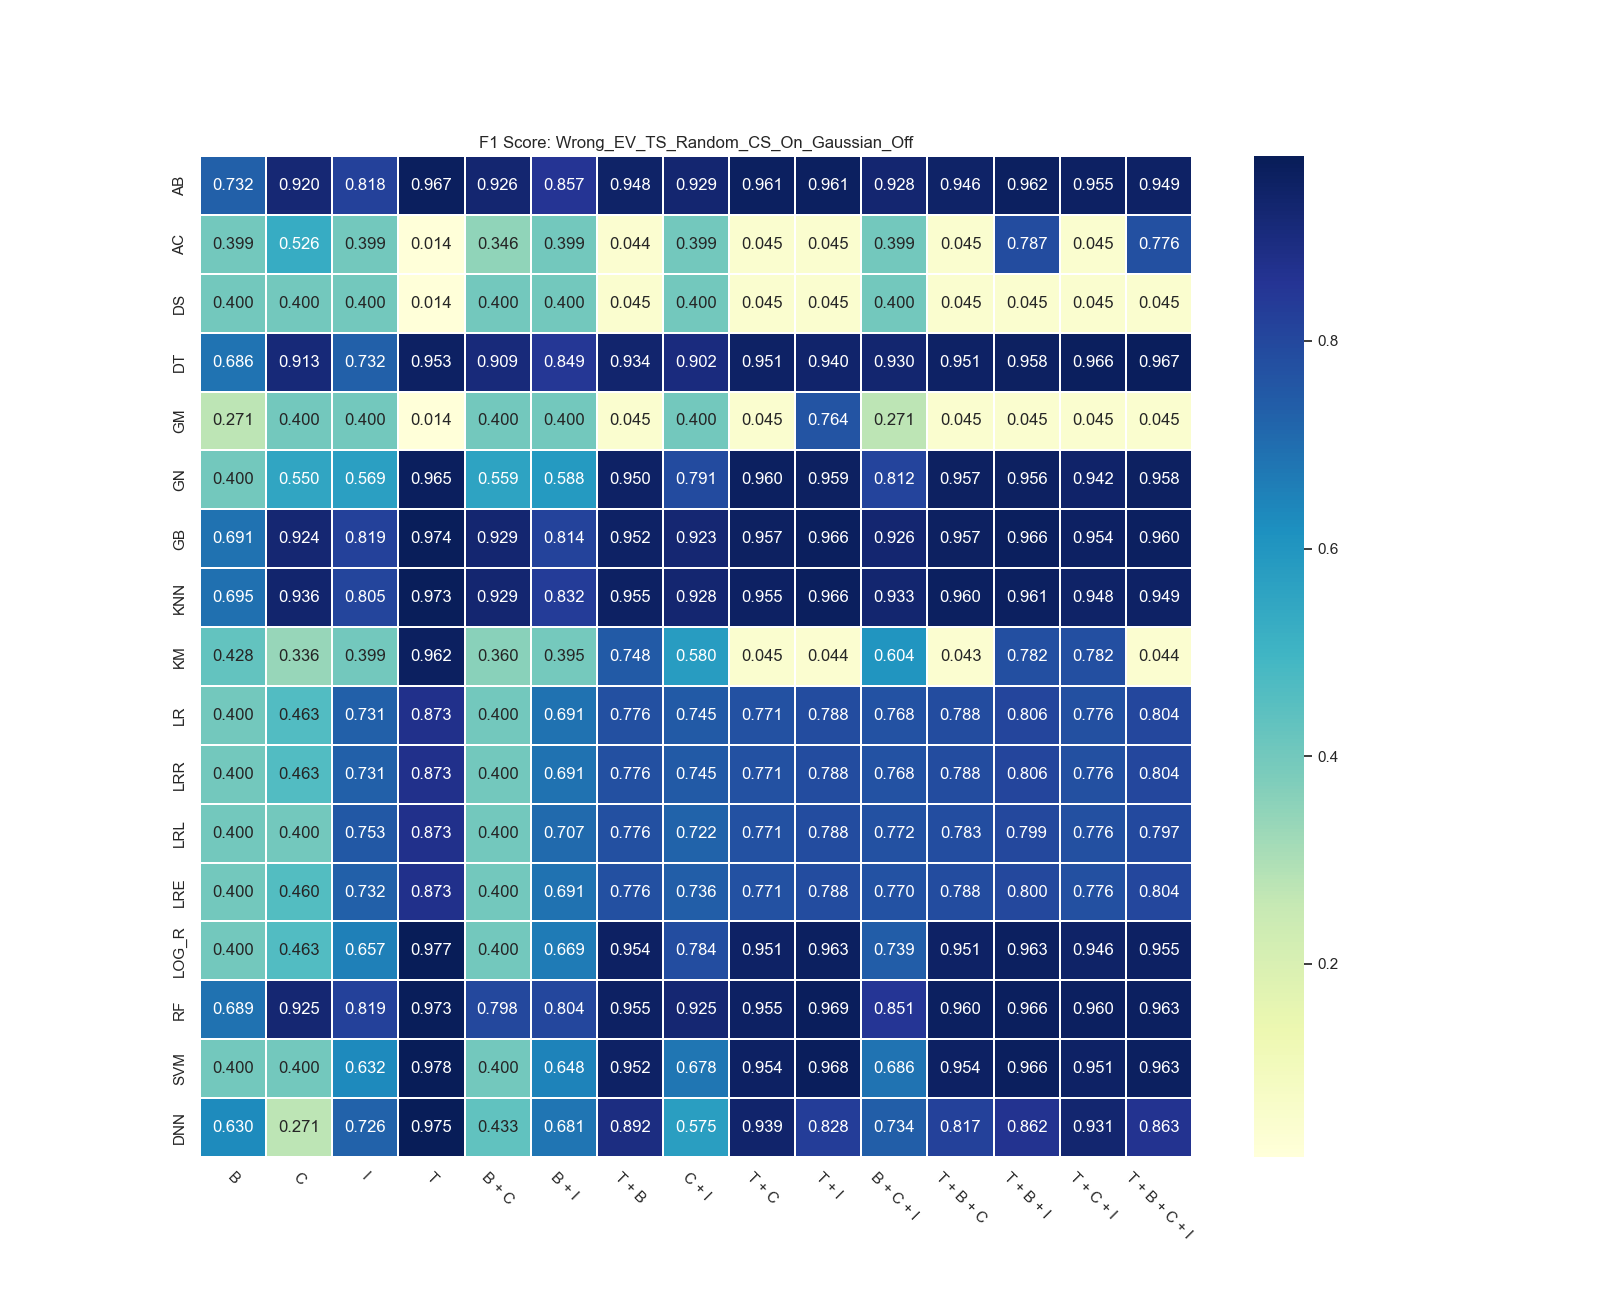 F1 Score: Wrong_EV_TS_Random_CS_On_Gaussian_Off
AB 0.732 0.920 0.818 0.967 0.926 0.857 0.948 0.929 0.961 0.961 0.928 0.946 0.962 0.955 0.949
AC 0.399 0.526 0.399 0.014 0.346 0.399 0.044 0.399 0.045 0.045 0.399 0.045 0.787 0.045 0.776
DS 0.400 0.400 0.400 0.014 0.400 0.400 0.045 0.400 0.045 0.045 0.400 0.045 0.045 0.045 0.045
DT 0.686 0.913 0.732 0.953 0.909 0.849 0.934 0.902 0.951 0.940 0.930 0.951 0.958 0.966 0.967
GM 0.271 0.400 0.400 0.014 0.400 0.400 0.045 0.400 0.045 0.764 0.271 0.045 0.045 0.045 0.045
GN 0.400 0.550 0.569 0.965 0.559 0.588 0.950 0.791 0.960 0.959 0.812 0.957 0.956 0.942 0.958
GB 0.691 0.924 0.819 0.974 0.929 0.814 0.952 0.923 0.957 0.966 0.926 0.957 0.966 0.954 0.960
KNN 0.695 0.936 0.805 0.973 0.929 0.832 0.955 0.928 0.955 0.966 0.933 0.960 0.961 0.948 0.949
KM 0.428 0.336 0.399 0.962 0.360 0.395 0.748 0.580 0.045 0.044 0.604 0.043 0.782 0.782 0.044
LR 0.400 0.463 0.731 0.873 0.400 0.691 0.776 0.745 0.771 0.788 0.768 0.788 0.806 0.776 0.804
LRR 0.400 0.463 0.731 0.873 0.400 0.691 0.776 0.745 0.771 0.788 0.768 0.788 0.806 0.776 0.804
LRL 0.400 0.400 0.753 0.873 0.400 0.707 0.776 0.722 0.771 0.788 0.772 0.783 0.799 0.776 0.797
LRE 0.400 0.460 0.732 0.873 0.400 0.691 0.776 0.736 0.771 0.788 0.770 0.788 0.800 0.776 0.804
LOG_R 0.400 0.463 0.657 0.977 0.400 0.669 0.954 0.784 0.951 0.963 0.739 0.951 0.963 0.946 0.955
RF 0.689 0.925 0.819 0.973 0.798 0.804 0.955 0.925 0.955 0.969 0.851 0.960 0.966 0.960 0.963
SVM 0.400 0.400 0.632 0.978 0.400 0.648 0.952 0.678 0.954 0.968 0.686 0.954 0.966 0.951 0.963
DNN 0.630 0.271 0.726 0.975 0.433 0.681 0.892 0.575 0.939 0.828 0.734 0.817 0.862 0.931 0.863
B C I T B + C B + I T + B C + I T + C T + I B + C + I T + B + C T + B + I T + C + I T + B + C + I
0.8
0.6
0.4
0.2